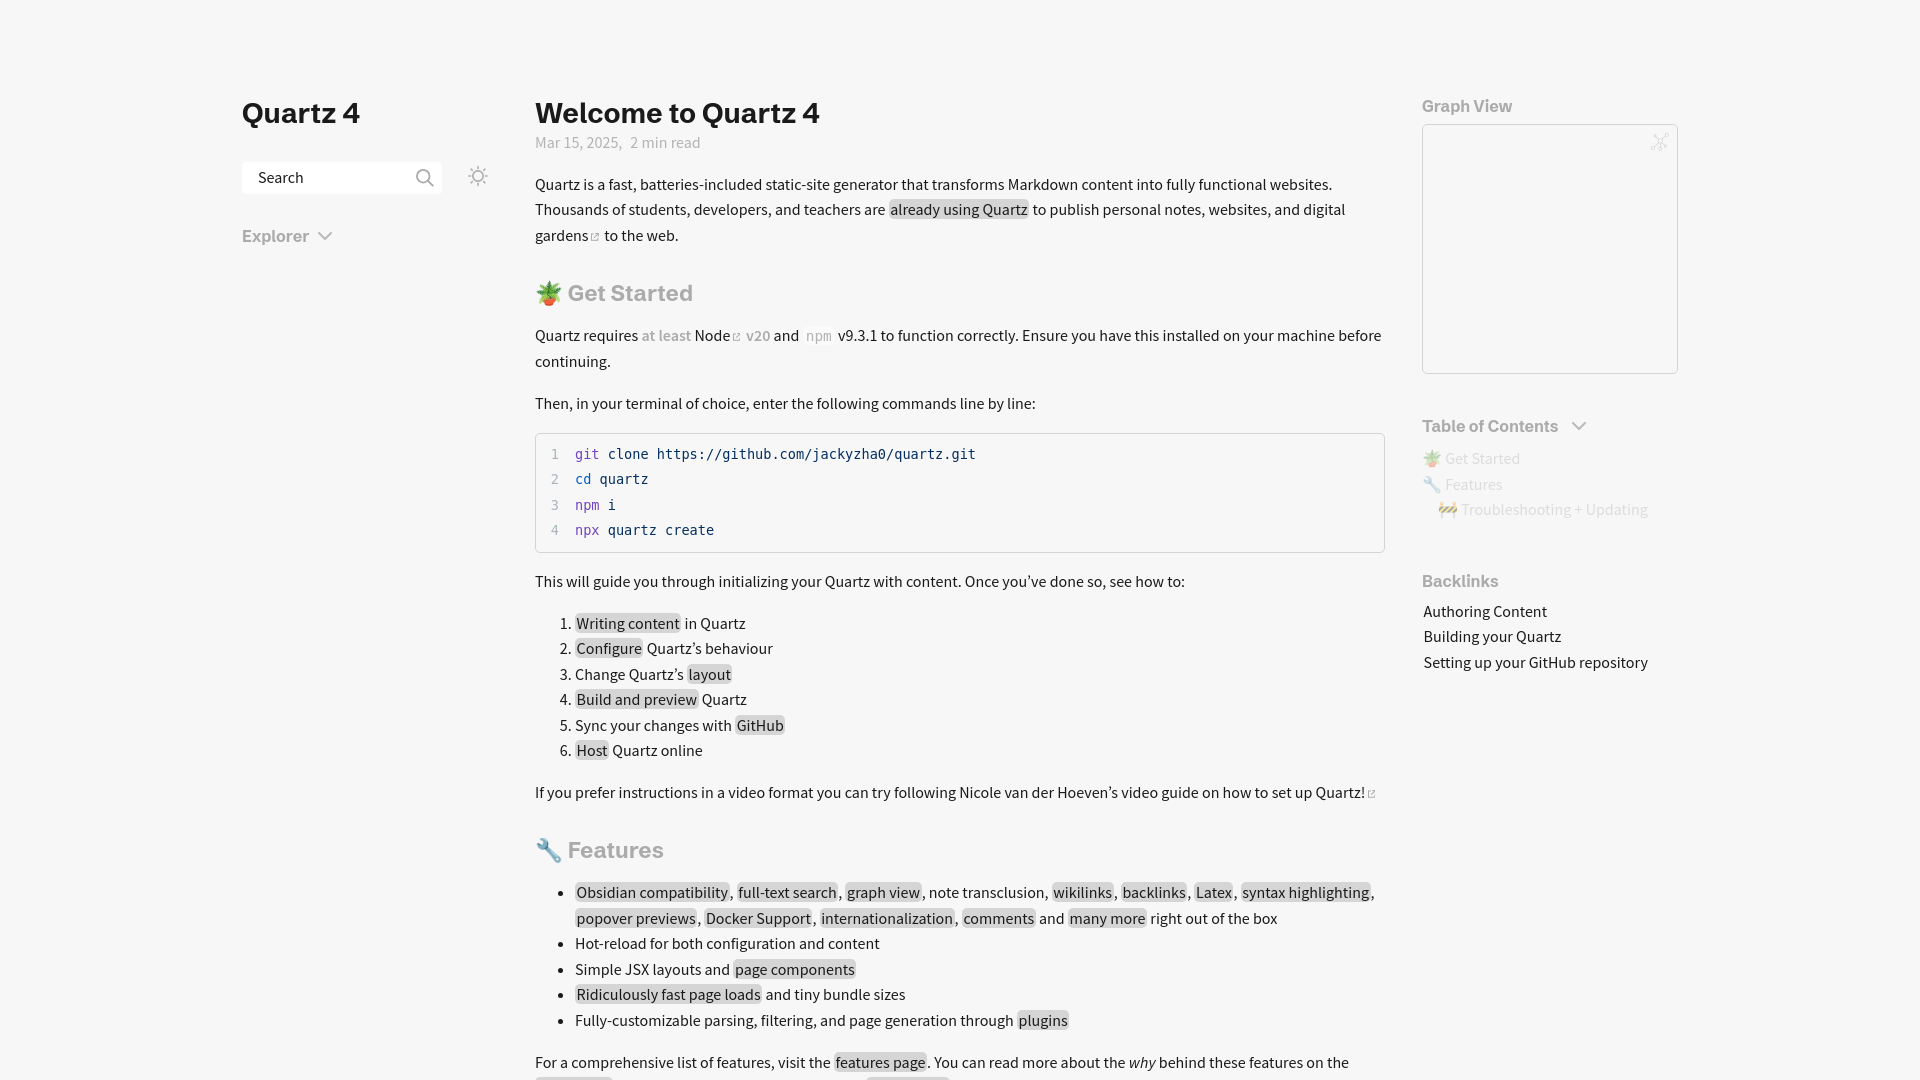 Quartz 4
Search
Explorer
Welcome to Quartz 4
Mar 15, 2025, 2 min read
Quartz is a fast, batteries-included static-site generator that transforms Markdown content into fully functional websites.
Thousands of students, developers, and teachers are already using Quartz to publish personal notes, websites, and digital
gardens to the web.
🪴 Get Started
Quartz requires at least Node v20 and npm v9.3.1 to function correctly. Ensure you have this installed on your machine before
continuing.
Then, in your terminal of choice, enter the following commands line by line:
1 git clone https://github.com/jackyzha0/quartz.git
2 cd quartz
3 npm i
4 npx quartz create
This will guide you through initializing your Quartz with content. Once you’ve done so, see how to:
1. Writing content in Quartz
2. Configure Quartz’s behaviour
3. Change Quartz’s layout
4. Build and preview Quartz
5. Sync your changes with GitHub
6. Host Quartz online
If you prefer instructions in a video format you can try following Nicole van der Hoeven’s video guide on how to set up Quartz!
🔧 Features
• Obsidian compatibility, full-text search, graph view, note transclusion, wikilinks, backlinks, Latex, syntax highlighting,
popover previews, Docker Support, internationalization, comments and many more right out of the box
• Hot-reload for both configuration and content
• Simple JSX layouts and page components
• Ridiculously fast page loads and tiny bundle sizes
• Fully-customizable parsing, filtering, and page generation through plugins
For a comprehensive list of features, visit the features page. You can read more about the why behind these features on the
Graph View
Table of Contents
🪴 Get Started
🔧 Features
🚧 Troubleshooting + Updating
Backlinks
Authoring Content
Building your Quartz
Setting up your GitHub repository